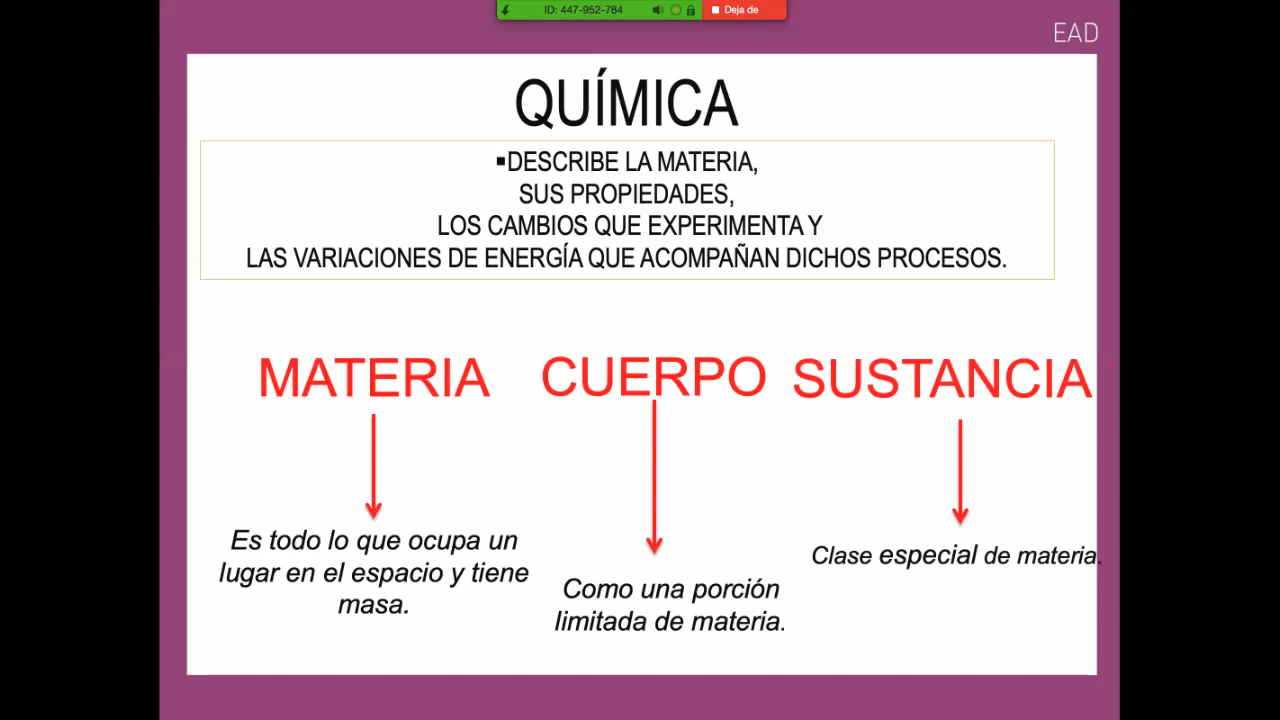 ID: 447-952-784
Deja de
EAD
QUÍMICA
▪DESCRIBE LA MATERIA,
SUS PROPIEDADES,
LOS CAMBIOS QUE EXPERIMENTA Y
LAS VARIACIONES DE ENERGÍA QUE ACOMPAÑAN DICHOS PROCESOS.
MATERIA CUERPO SUSTANCIA
Es todo lo que ocupa un
lugar en el espacio y tiene
masa.
Como una porción
limitada de materia.
Clase especial de materia.